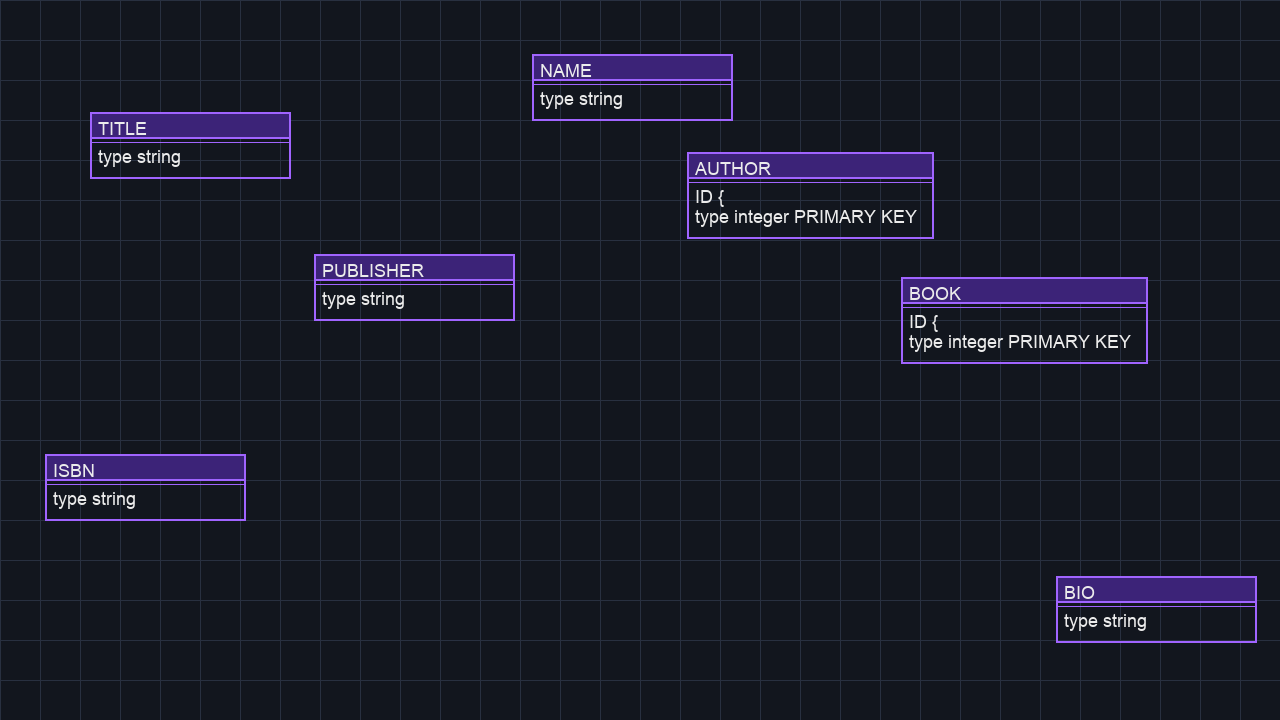 NAME
type string
TITLE
type string
AUTHOR
ID {
type integer PRIMARY KEY
PUBLISHER
type string
BOOK
ID {
type integer PRIMARY KEY
ISBN
type string
BIO
type string